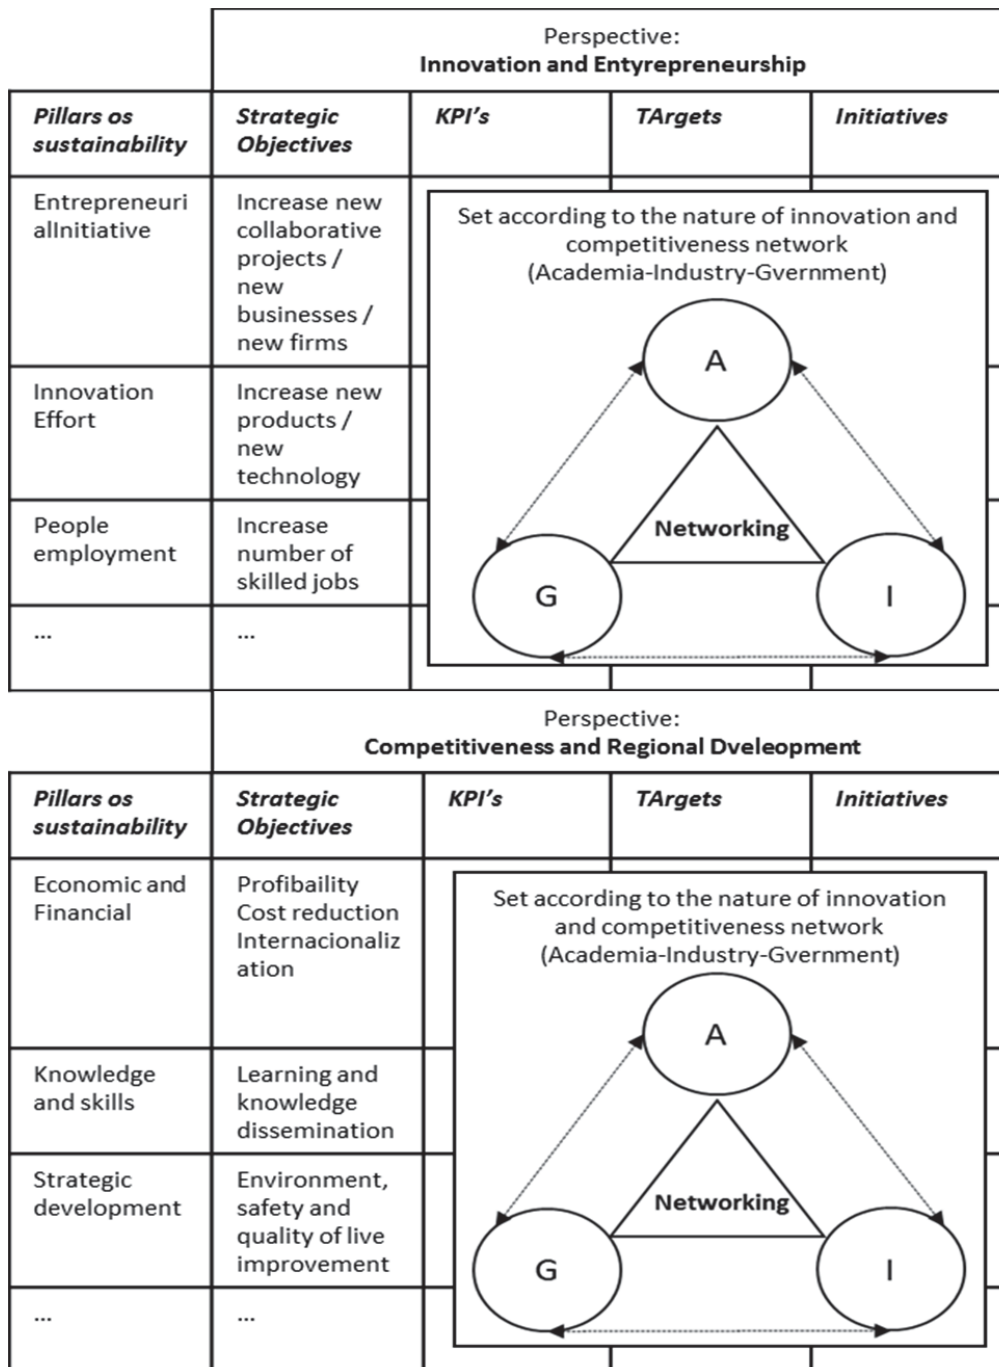 Perspective:
Innovation and Entyrepreneurship
Pillars os
sustainability
Strategic
Objectives
KPI's
TArgets
Initiatives
Entrepreneuri
alInitiative
Increase new
collaborative
projects /
new
businesses /
new firms
Set according to the nature of innovation and
competitiveness network
(Academia-Industry-Gvernment)
A
Innovation
Effort
Increase new
products /
new
technology
Networking
People
employment
Increase
number of
skilled jobs
G
I
...
...
Perspective:
Competitiveness and Regional Dveleopment
Pillars os
sustainability
Strategic
Objectives
KPI's
TArgets
Initiatives
Economic and
Financial
Profibaility
Cost reduction
Internacionaliz
ation
Set according to the nature of innovation
and competitiveness network
(Academia-Industry-Gvernment)
A
Knowledge
and skills
Learning and
knowledge
dissemination
Strategic
development
Environment,
safety and
quality of live
improvement
Networking
G
I
...
...